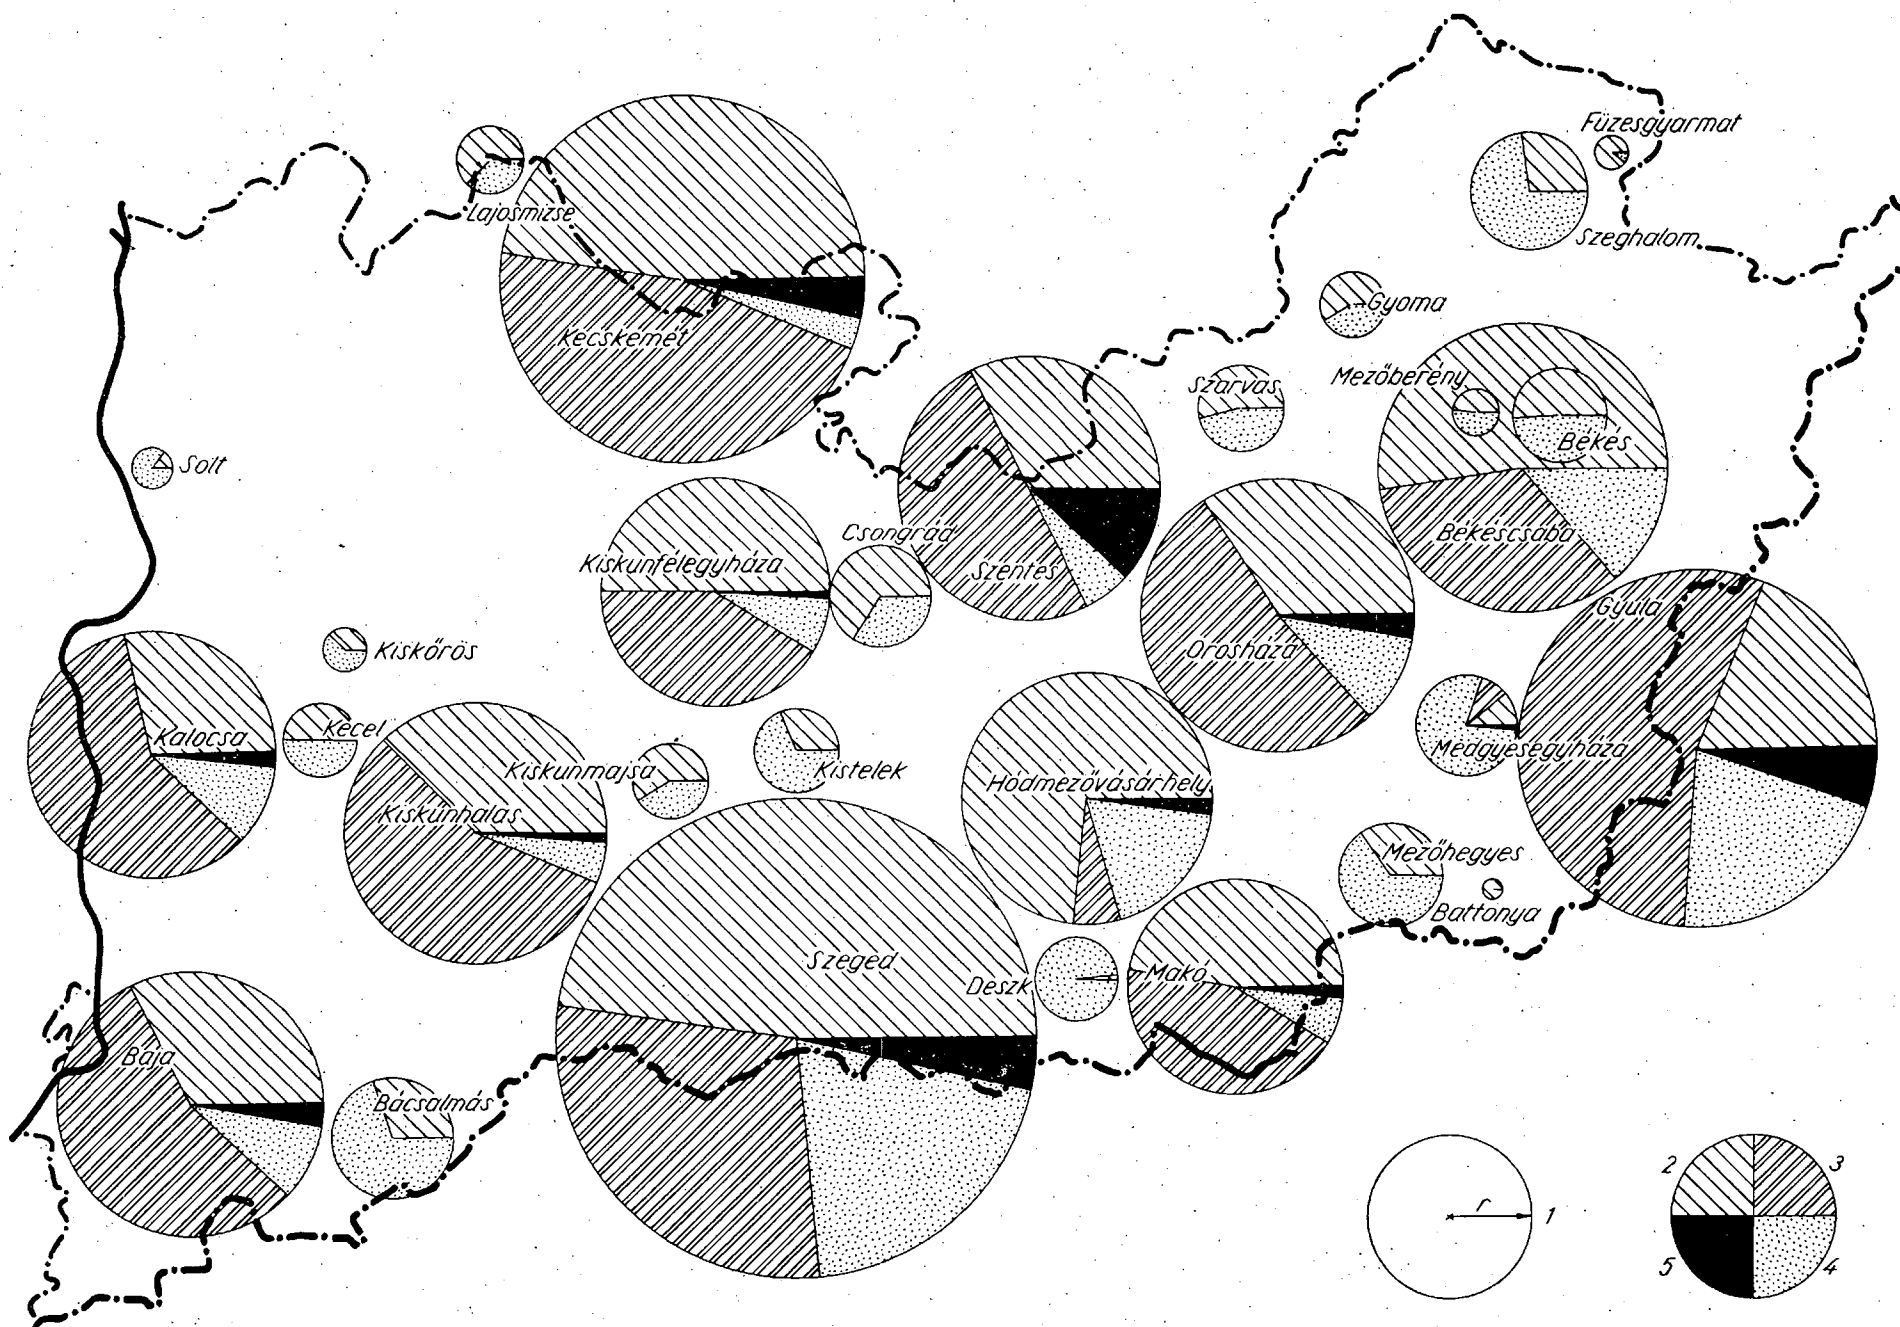 Füzesgyarmat
Lajosmizse
Szeghalom
Gyoma
Kecskemét
Mezőberény
Szarvas
Békés
Solt
Csongrád
Békéscsaba
Kiskunfélegyháza
Szentes
Gyula
Kiskőrös
Orosháza
Kecel
Kalocsa
Medgyesegyháza
Kiskunmajsa
Kistelek
Hódmezővásárhely
Kiskunhalas
Mezőhegyes
Battonya
Szeged
Deszk
Makó
Baja
Bácsalmás
2
3
r
1
5
4